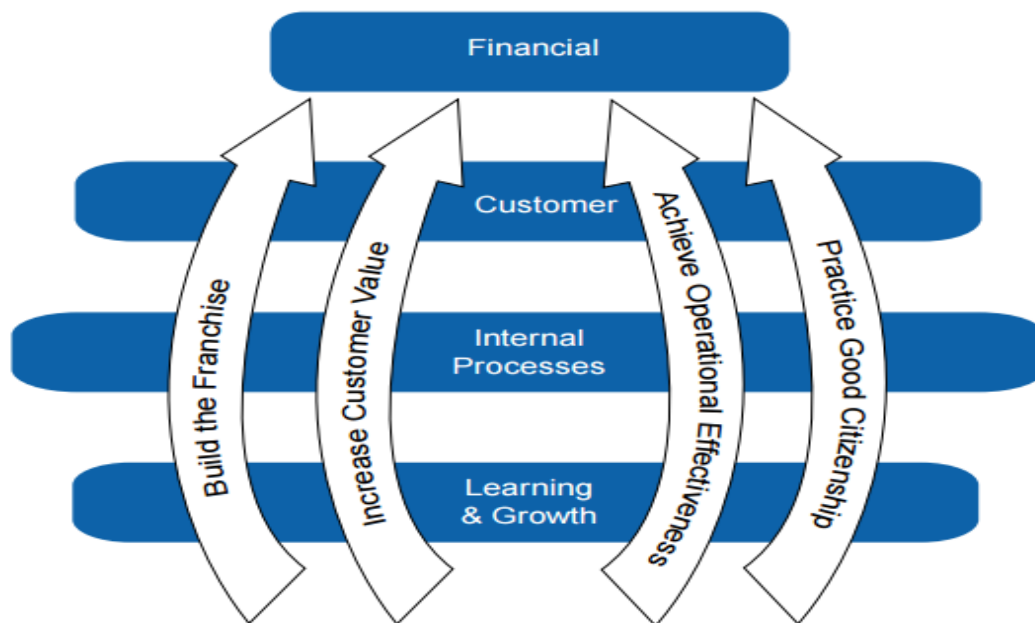 Financial
Customer
Internal
Processes
Learning
& Growth
Build the Franchise
Increase Customer Value
Achieve Operational Effectiveness
Practice Good Citizenship